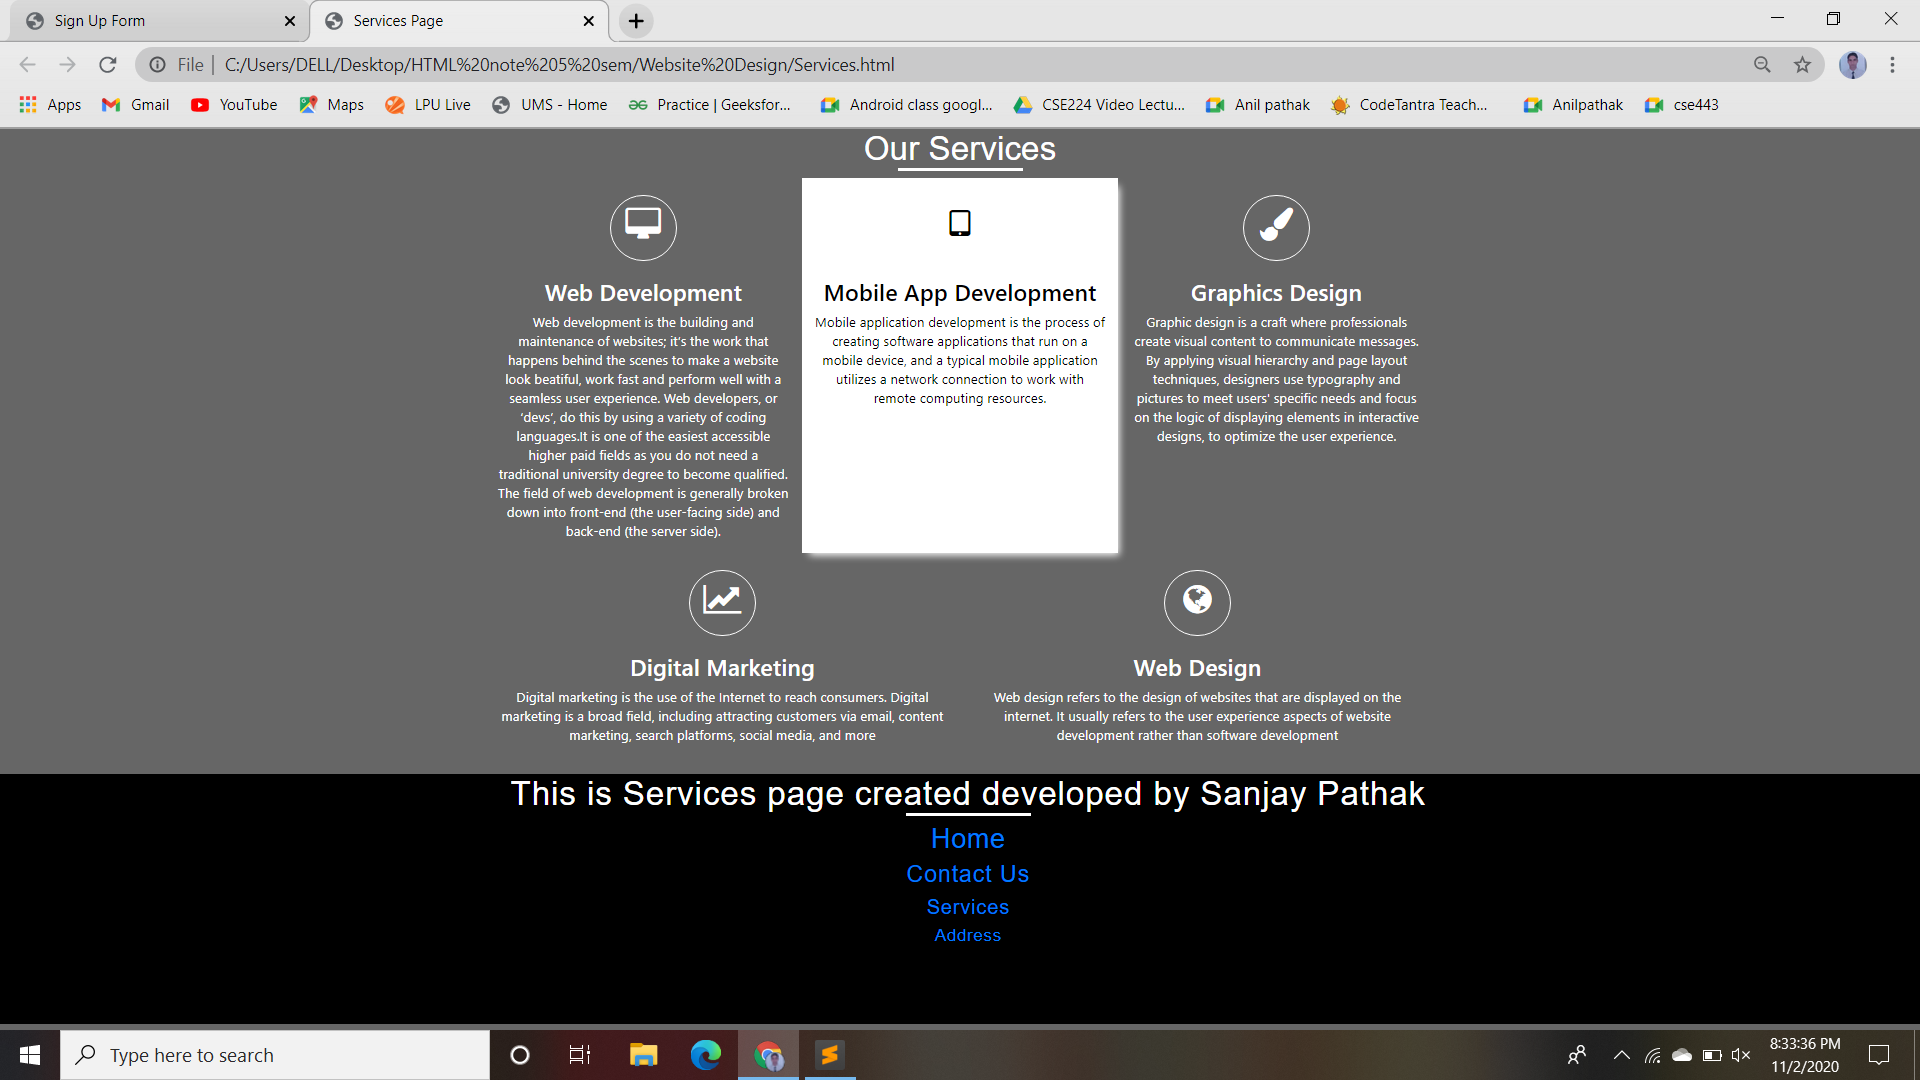 Sign Up Form
Services Page
File | C:/Users/DELL/Desktop/HTML%20note%205%20sem/Website%20Design/Services.html
Apps Gmail YouTube Maps LPU Live UMS - Home Practice | Geeksfor... Android class googl... CSE224 Video Lectu... Anil pathak CodeTantra Teach... Anilpathak cse443
Our Services
Web Development
Web development is the building and
maintenance of websites; it's the work that
happens behind the scenes to make a website
look beatiful, work fast and perform well with a
seamless user experience. Web developers, or
‘devs’, do this by using a variety of coding
languages.It is one of the easiest accessible
higher paid fields as you do not need a
traditional university degree to become qualified.
The field of web development is generally broken
down into front-end (the user-facing side) and
back-end (the server side).
Mobile App Development
Mobile application development is the process of
creating software applications that run on a
mobile device, and a typical mobile application
utilizes a network connection to work with
remote computing resources.
Graphics Design
Graphic design is a craft where professionals
create visual content to communicate messages.
By applying visual hierarchy and page layout
techniques, designers use typography and
pictures to meet users' specific needs and focus
on the logic of displaying elements in interactive
designs, to optimize the user experience.
Digital Marketing
Digital marketing is the use of the Internet to reach consumers. Digital
marketing is a broad field, including attracting customers via email, content
marketing, search platforms, social media, and more
Web Design
Web design refers to the design of websites that are displayed on the
internet. It usually refers to the user experience aspects of website
development rather than software development
This is Services page created developed by Sanjay Pathak
Home
Contact Us
Services
Address
Type here to search
8:33:36 PM
11/2/2020